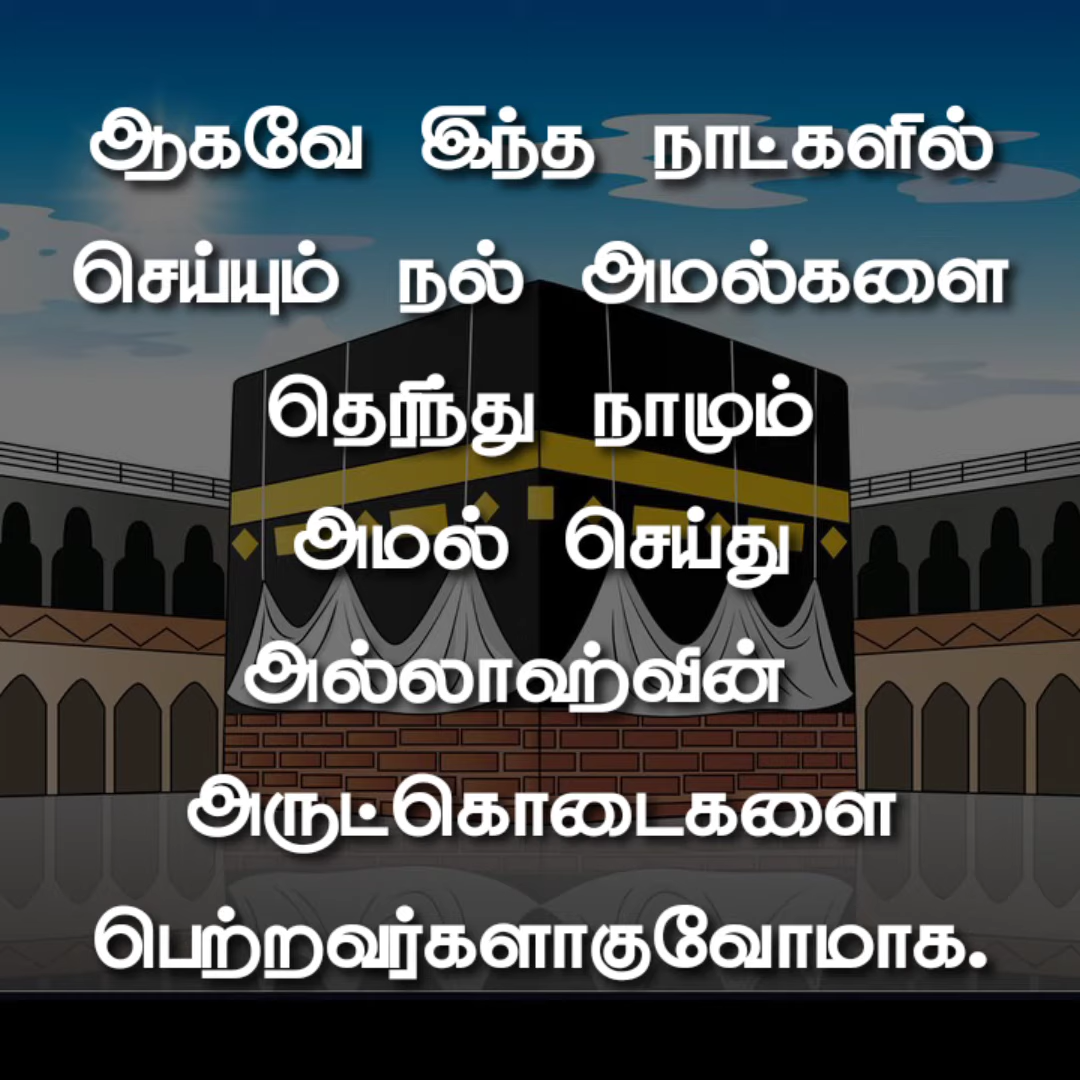 ஆகவே இந்த நாட்களில்
செய்யும் நல் அமல்களை
தெரிந்து நாமும்
அமல் செய்து
அல்லாஹ்வின்
அருட்கொடைகளை
பெற்றவர்களாகுவோமாக.